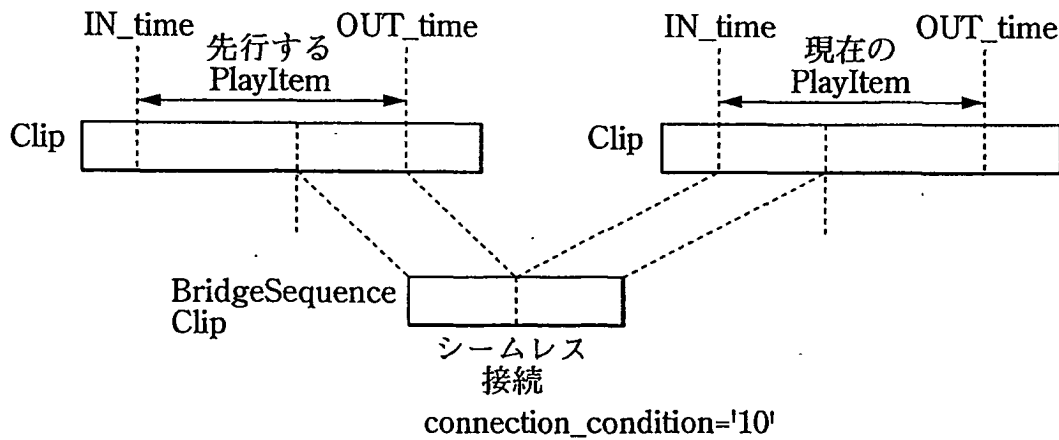 IN_time
OUT_time
先行する
PlayItem
Clip
IN_time
OUT_time
現在の
PlayItem
Clip
BridgeSequence
Clip
シームレス
接続
connection_condition='10'